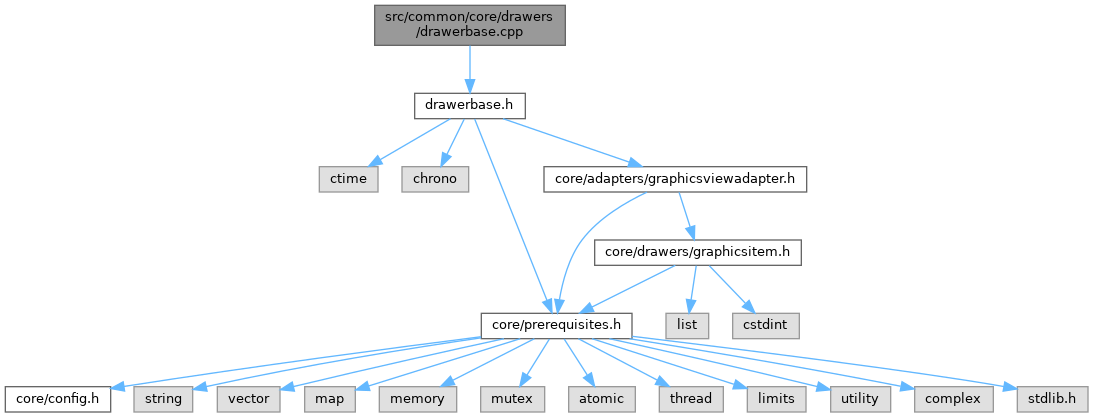 src/common/core/drawers
/drawerbase.cpp
drawerbase.h
ctime
chrono
core/adapters/graphicsviewadapter.h
core/drawers/graphicsitem.h
core/prerequisites.h
list
cstdint
core/config.h
string
vector
map
memory
mutex
atomic
thread
limits
utility
complex
stdlib.h